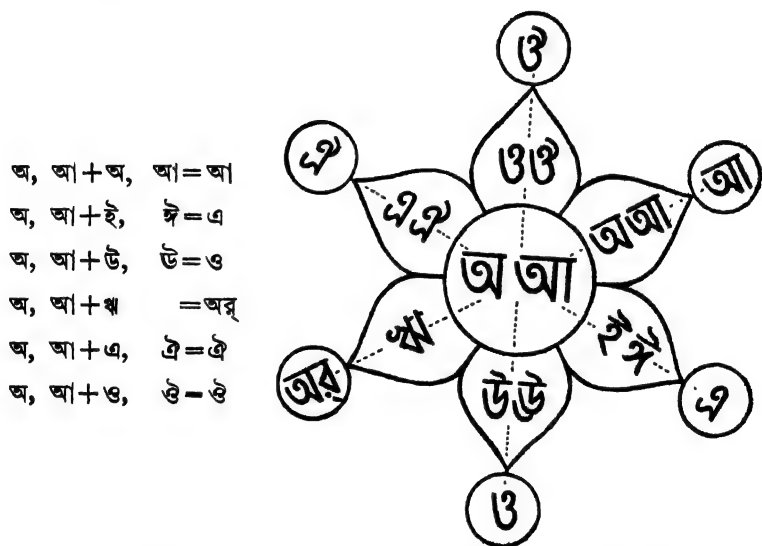 অ, আ+অ, আ=আ
অ, আ+ই, ঈ=এ
অ, আ+উ, ঊ=ও
অ, আ+ঋ =অর্
অ, আ+এ, ঐ=ঐ
অ, আ+ও, ঔ=ঔ
ঔ
ওঔ
ঐ
এঐ
আ
অআ
অ আ
ঋ
অর্
ইঈ
এ
উঊ
ও